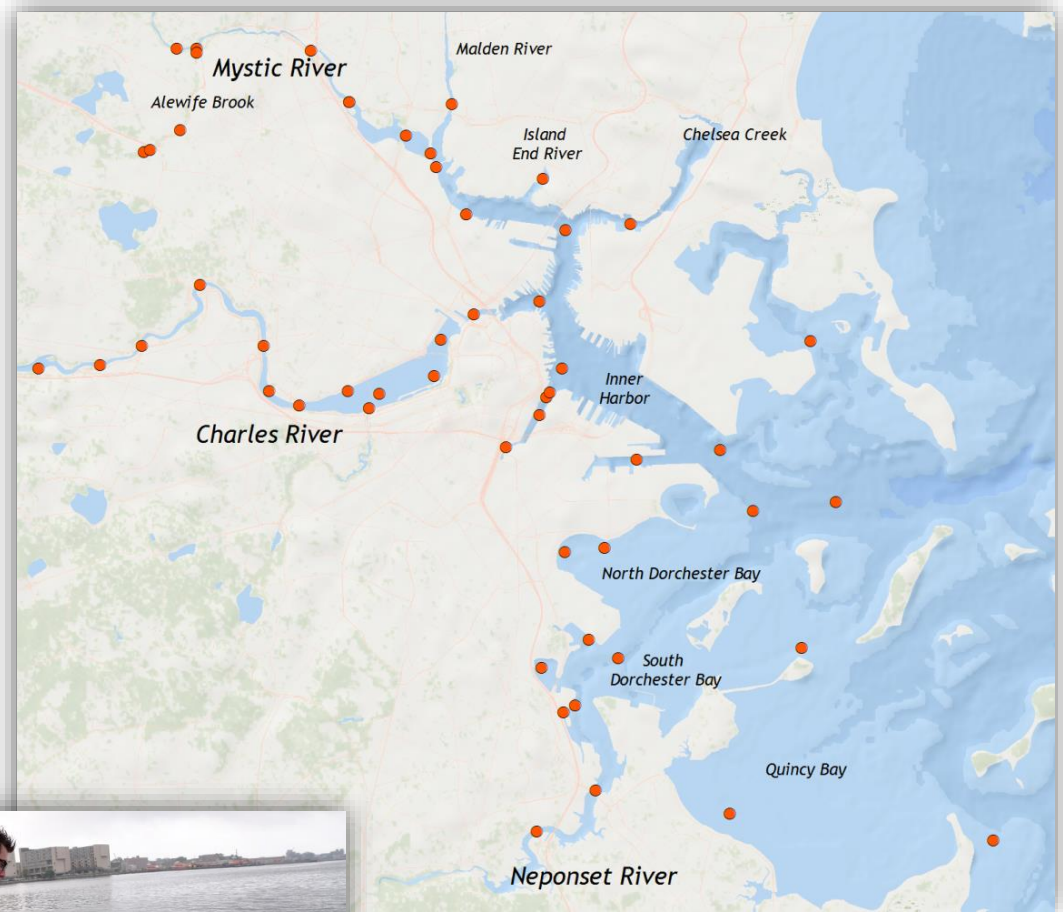 Malden River
Mystic River
Alewife Brook
Island
End River
Chelsea Creek
Inner
Harbor
Charles River
North Dorchester Bay
South
Dorchester Bay
Quincy Bay
Neponset River